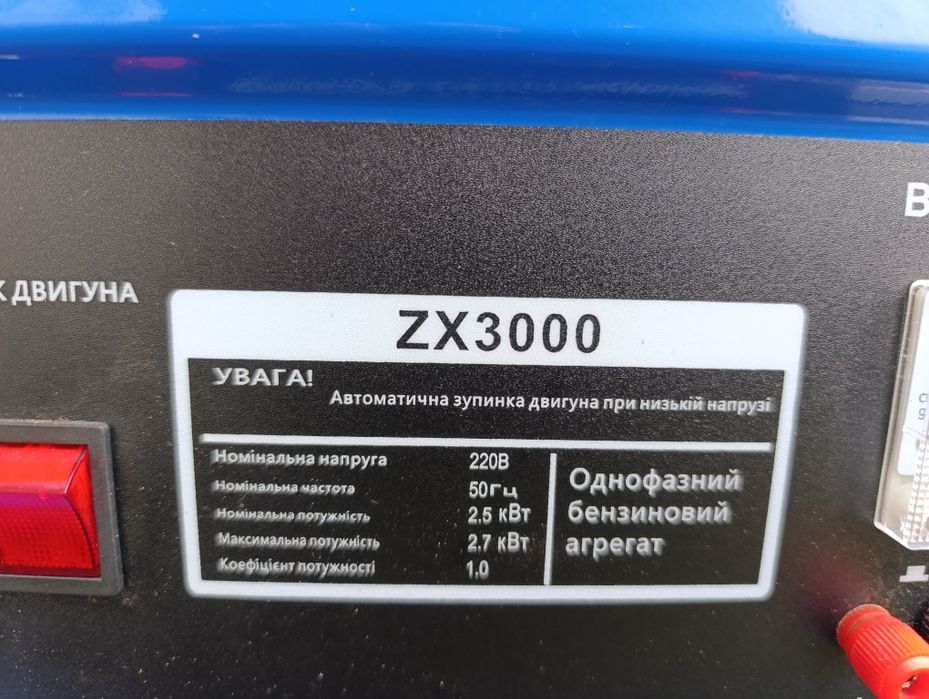 К ДВИГУНА
В
ZX3000
УВАГА!
Автоматична зупинка двигуна при низькій напрузі
Номінальна напруга 220В
Номінальна частота 50Гц
Номінальна потужність 2.5 кВт
Максимальна потужність 2.7 кВт
Коефіцієнт потужності 1.0
Однофазний
бензиновий
агрегат